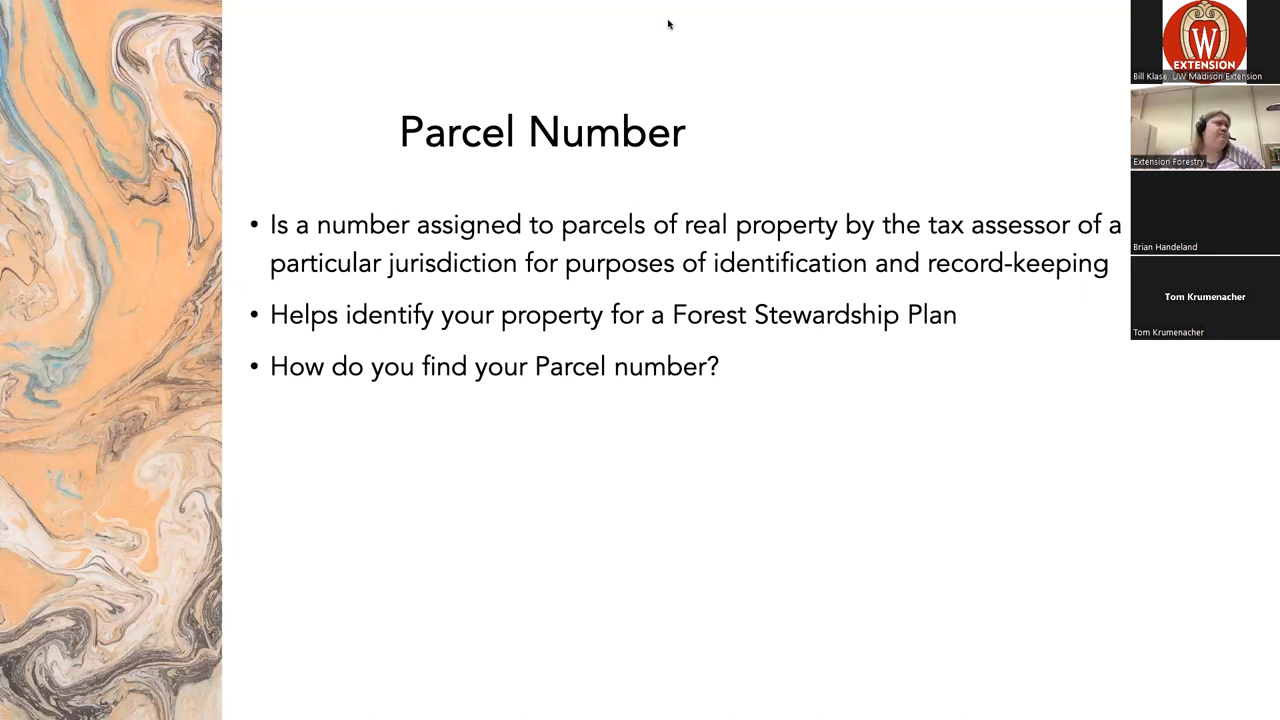 Parcel Number
• Is a number assigned to parcels of real property by the tax assessor of a
particular jurisdiction for purposes of identification and record-keeping
• Helps identify your property for a Forest Stewardship Plan
• How do you find your Parcel number?
W
EXTENSION
Bill Klase, UW Madison Extension
Extension Forestry
Brian Handeland
Tom Krumenacher
Tom Krumenacher